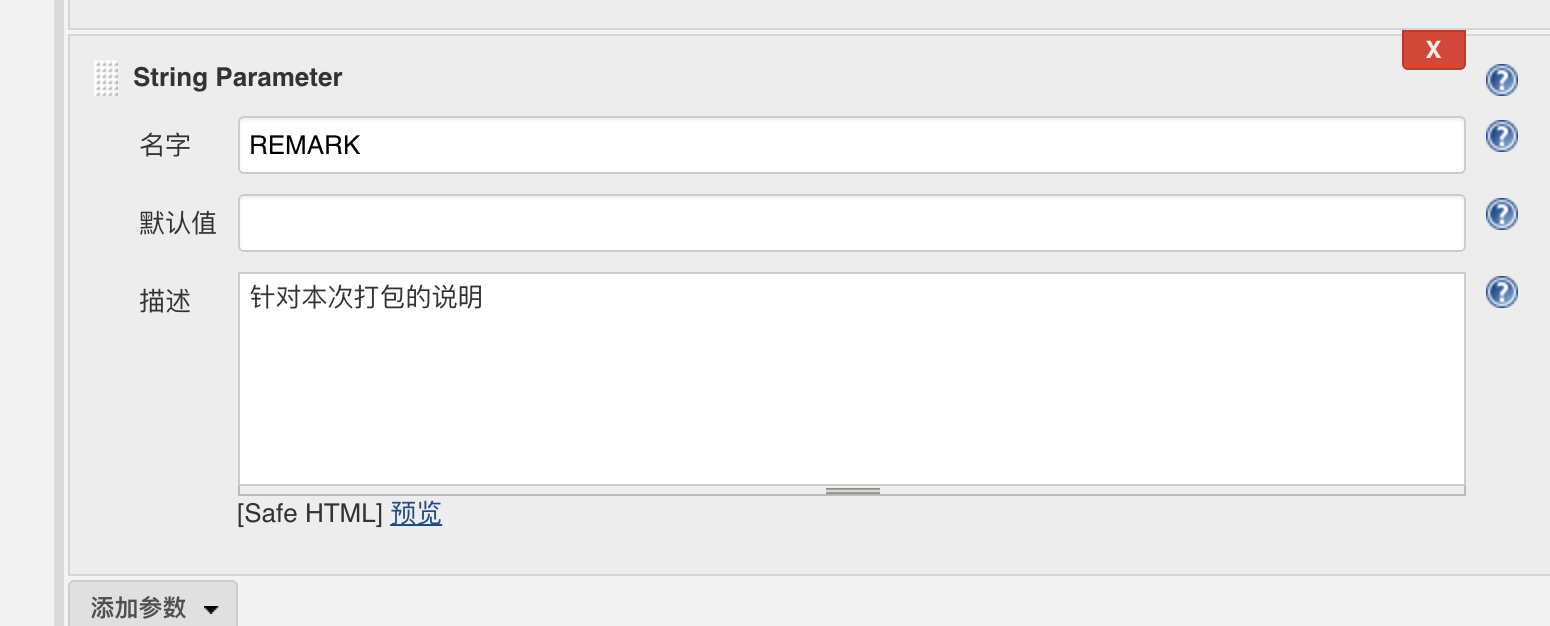 X
String Parameter
?
名字 REMARK ?
默认值 ?
描述 针对本次打包的说明 ?
[Safe HTML] 预览
添加参数